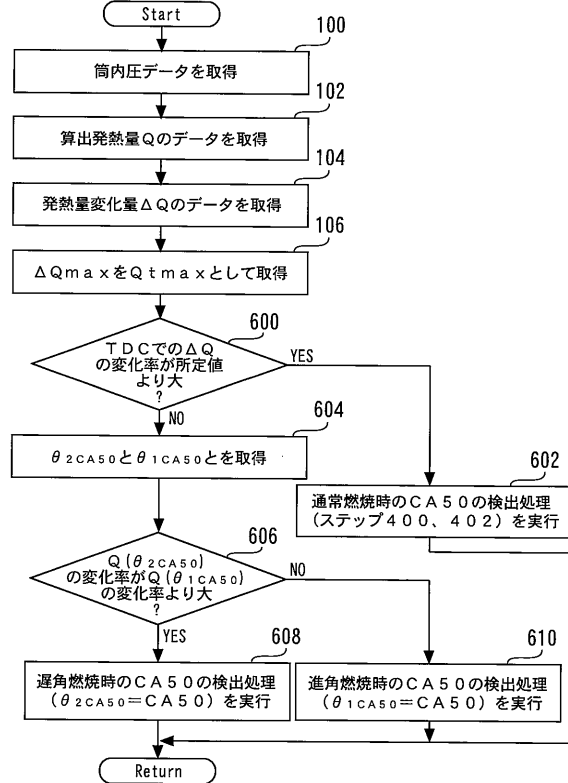 Start
100
筒内圧データを取得
102
算出発熱量Qのデータを取得
104
発熱量変化量ΔQのデータを取得
106
ΔQmaxをQtmaxとして取得
600
TDCでのΔQ
の変化率が所定値
より大
?
YES
NO
604
θ2CA50とθ1CA50とを取得
602
通常燃焼時のCA50の検出処理
(ステップ400、402)を実行
606
Q(θ2CA50)
の変化率がQ(θ1CA50)
の変化率より大
?
NO
YES
608
遅角燃焼時のCA50の検出処理
(θ2CA50=CA50)を実行
610
進角燃焼時のCA50の検出処理
(θ1CA50=CA50)を実行
Return